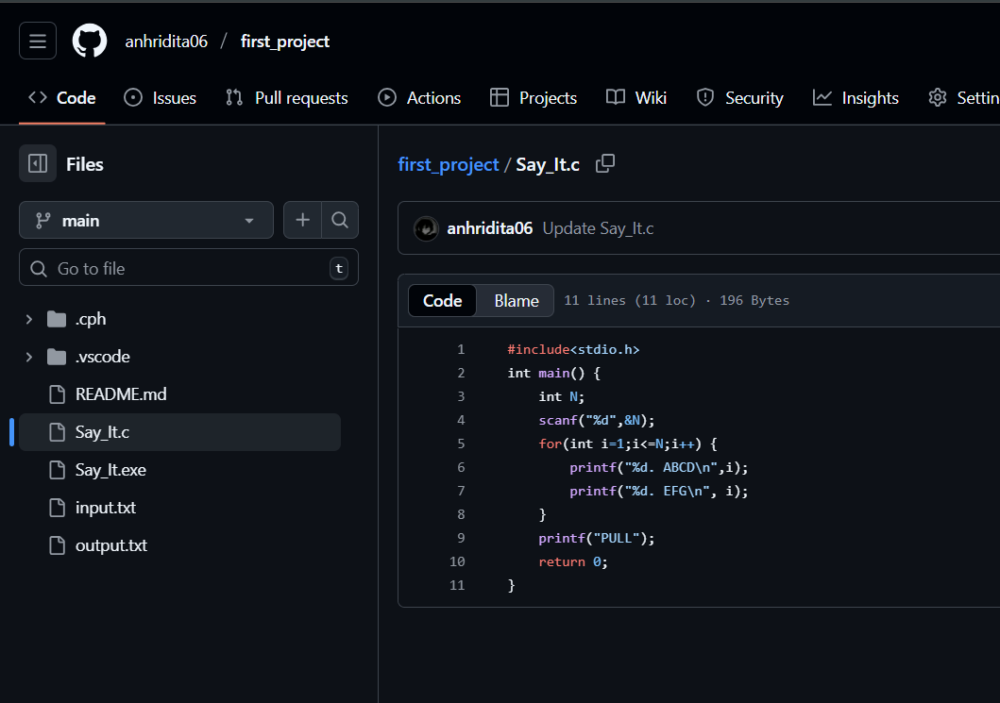 anhridita06 / first_project
Code Issues Pull requests Actions Projects Wiki Security Insights
Files
main
Go to file t
.cph
.vscode
README.md
Say_It.c
Say_It.exe
input.txt
output.txt
first_project / Say_It.c
anhridita06 Update Say_It.c
Code Blame 11 lines (11 loc) · 196 Bytes
1 #include<stdio.h>
2 int main() {
3 int N;
4 scanf("%d",&N);
5 for(int i=1;i<=N;i++) {
6 printf("%d. ABCD\n",i);
7 printf("%d. EFG\n", i);
8 }
9 printf("PULL");
10 return 0;
11 }